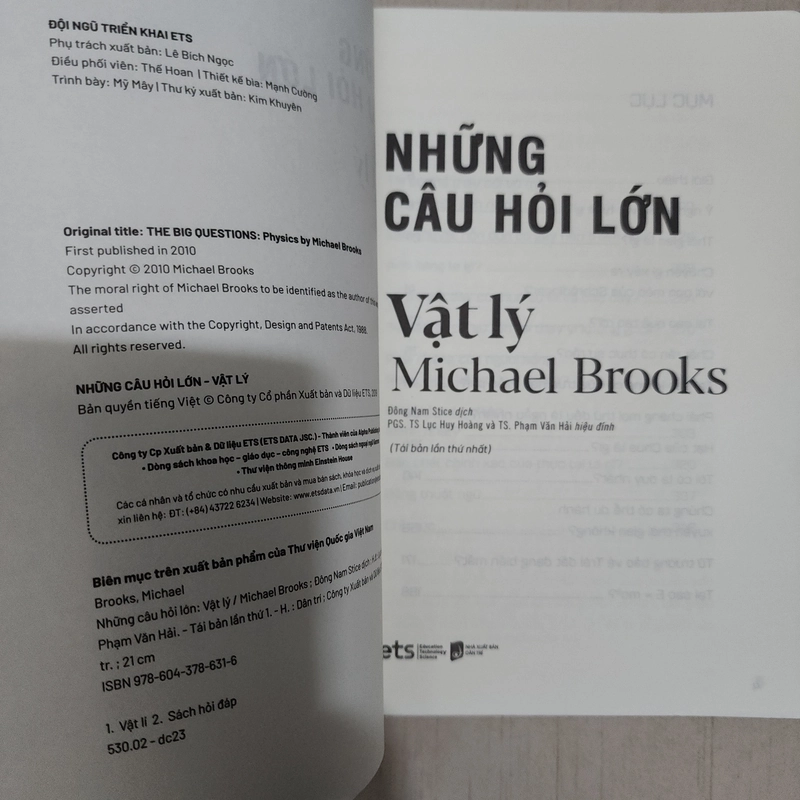 ĐỘI NGŨ TRIỂN KHAI ETS
Phụ trách xuất bản: Lê Bích Ngọc
Điều phối viên: Thế Hoan | Thiết kế bìa: Mạnh Cường
Trình bày: Mỹ Mây | Thư ký xuất bản: Kim Khuyên
Original title: THE BIG QUESTIONS: Physics by Michael Brooks
First published in 2010
Copyright © 2010 Michael Brooks
The moral right of Michael Brooks to be identified as the author of this
asserted
In accordance with the Copyright, Design and Patents Act, 1988.
All rights reserved.
NHỮNG CÂU HỎI LỚN – VẬT LÝ
Bản quyền tiếng Việt © Công ty Cổ phần Xuất bản và Dữ liệu ETS,
Công ty Cp Xuất bản & Dữ liệu ETS (ETS DATA JSC.) - Thành viên của Alpha
• Dòng sách khoa học – giáo dục – công nghệ ETS • Dòng sách ngoại ngữ
• Thư viện thông minh Einstein House
Các cá nhân và tổ chức có nhu cầu xuất bản và mua bán sách, khóa học và dịch vụ
xin liên hệ: ĐT: (+84) 43722 6234 | Website: www.etsdata.vn | Email:
Biên mục trên xuất bản phẩm của Thư viện Quốc gia Việt Nam
Brooks, Michael
Những câu hỏi lớn: Vật lý / Michael Brooks ; Đông Nam Stice dịch ; h.đ.:
Phạm Văn Hải. - Tái bản lần thứ 1. - H. : Dân trí ; Công ty Xuất bản và Dữ liệu
tr. ; 21 cm
ISBN 978-604-378-631-6
1. Vật lí 2. Sách hỏi đáp
530.02 - dc23
NHỮNG
CÂU HỎI LỚN
Vật lý
Michael Brooks
Đông Nam Stice dịch
PGS. TS Lục Huy Hoàng và TS. Phạm Văn Hải hiệu đính
(Tái bản lần thứ nhất)
ets Education Technology Science
NHÀ XUẤT BẢN DÂN TRÍ